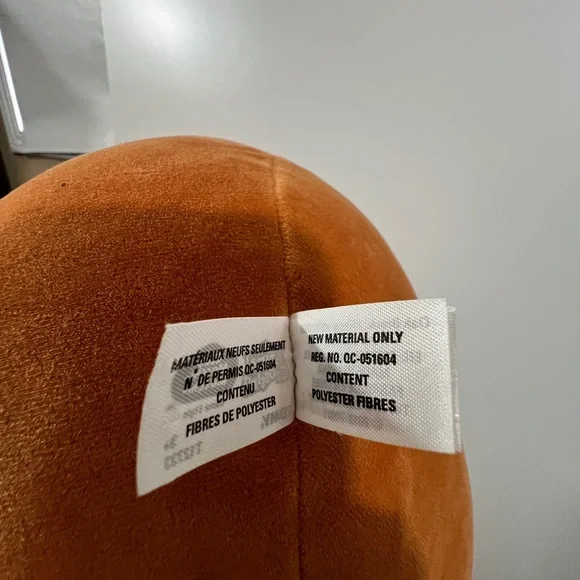 MATÉRIAUX NEUFS SEULEMENT
N° DE PERMIS QC-051604
CONTENU
FIBRES DE POLYESTER
NEW MATERIAL ONLY
REG. NO. QC-051604
CONTENT
POLYESTER FIBRES